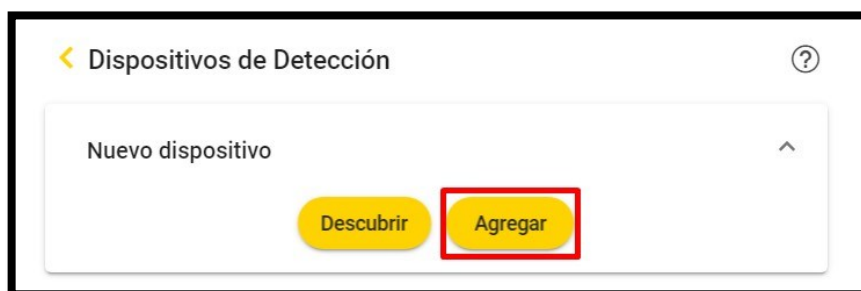 Dispositivos de Detección
Nuevo dispositivo
Descubrir Agregar